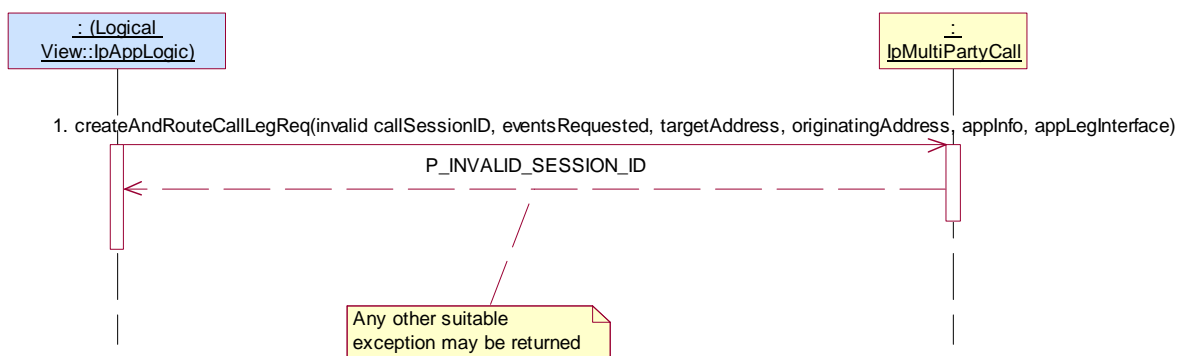 : (Logical
View::IpAppLogic)
:
IpMultiPartyCall
1. createAndRouteCallLegReq(invalid callSessionID, eventsRequested, targetAddress, originatingAddress, appInfo, appLegInterface)
P_INVALID_SESSION_ID
Any other suitable
exception may be returned